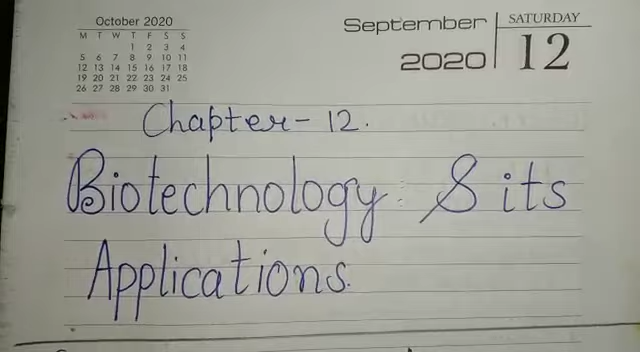 October 2020
M T W T F S S
1 2 3 4
5 6 7 8 9 10 11
12 13 14 15 16 17 18
19 20 21 22 23 24 25
26 27 28 29 30 31
September
2020
SATURDAY
12
Chapter - 12.
Biotechnology & its
Applications.